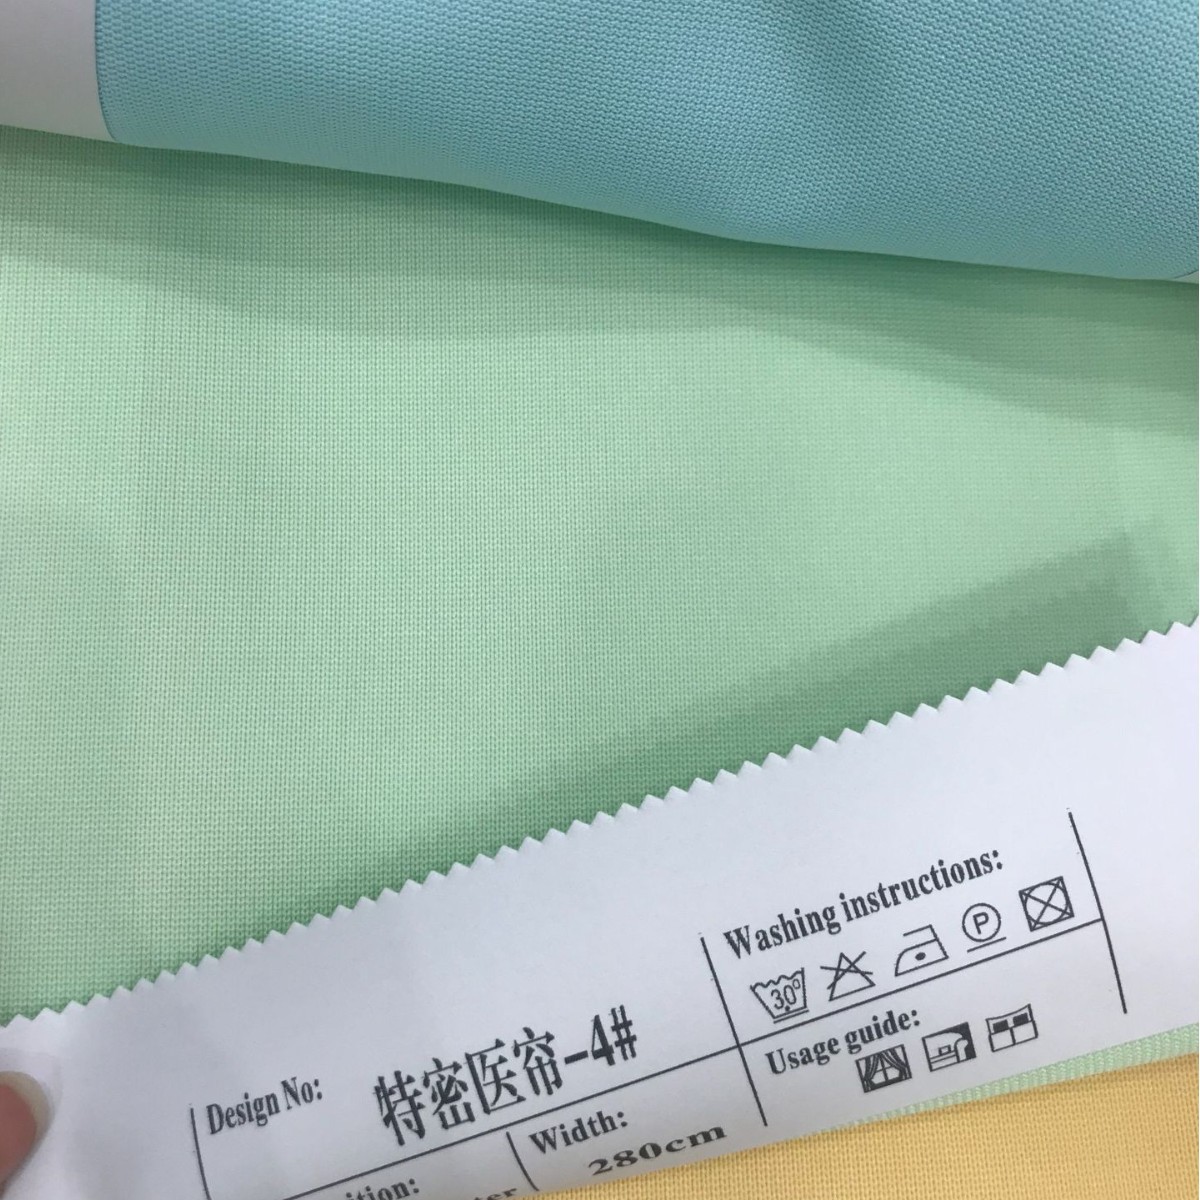 Washing instructions:
30°
P
Design No: 特密医帘-4#
Usage guide:
Width:
280cm